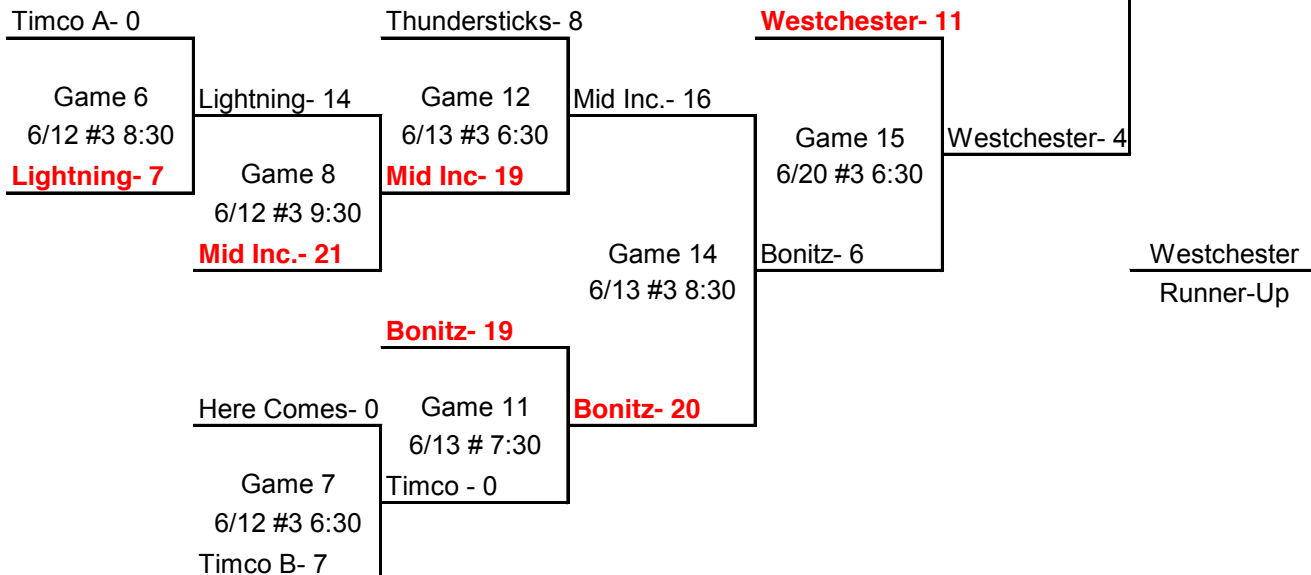 Timco A- 0
Thundersticks- 8
Westchester- 11
Game 6
Lightning- 14
Game 12
Mid Inc.- 16
6/12 #3 8:30
6/13 #3 6:30
Game 15
Westchester- 4
Lightning- 7
Game 8
Mid Inc- 19
6/20 #3 6:30
6/12 #3 9:30
Mid Inc.- 21
Game 14
Bonitz- 6
Westchester
6/13 #3 8:30
Runner-Up
Bonitz- 19
Here Comes- 0
Game 11
Bonitz- 20
6/13 # 7:30
Game 7
Timco - 0
6/12 #3 6:30
Timco B- 7